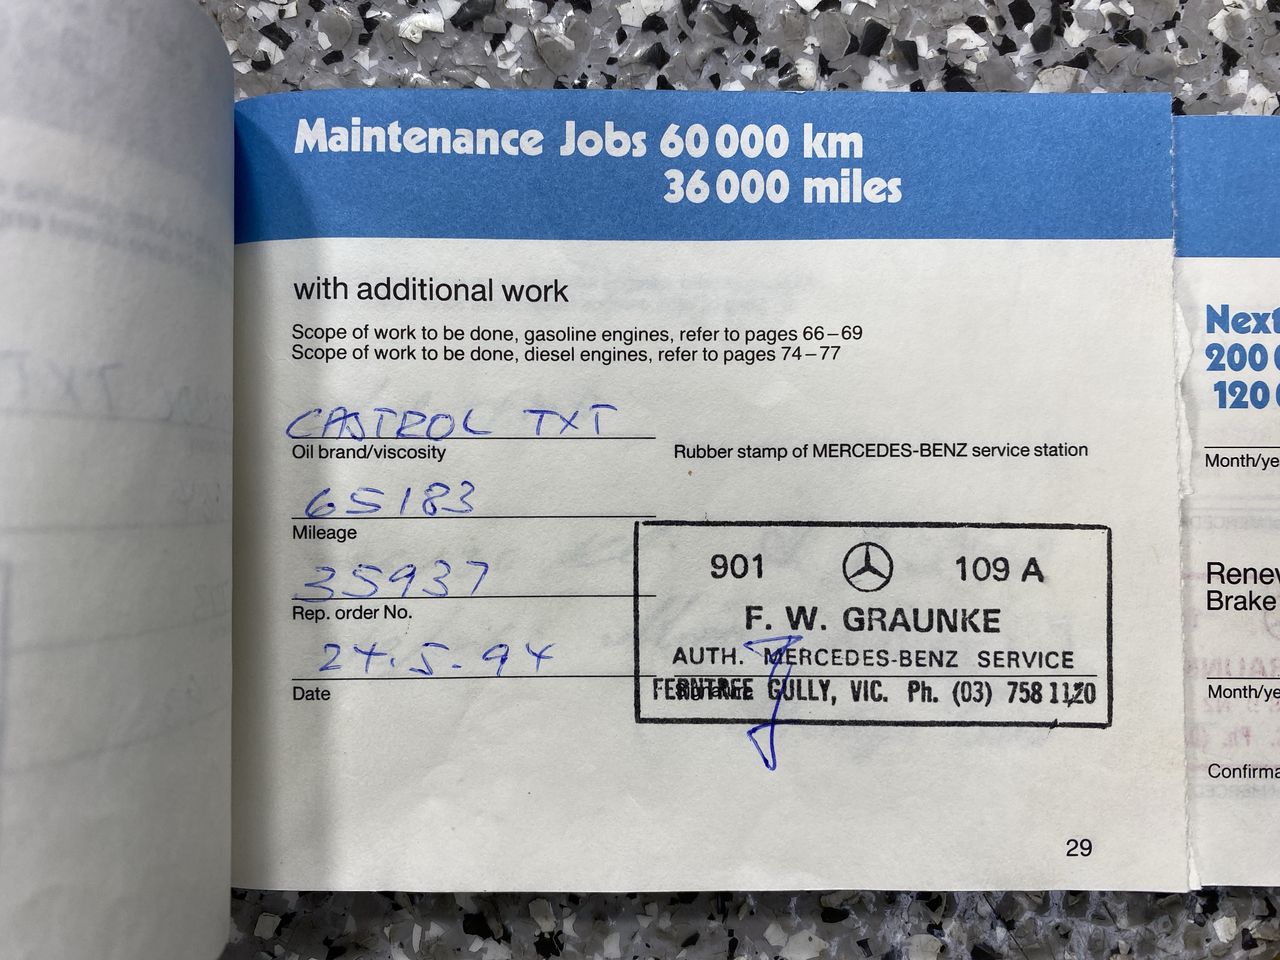 Maintenance Jobs 60 000 km
36 000 miles
with additional work
Scope of work to be done, gasoline engines, refer to pages 66–69
Scope of work to be done, diesel engines, refer to pages 74–77
CASTROL TXT
Oil brand/viscosity
Rubber stamp of MERCEDES-BENZ service station
65183
Mileage
35937
Rep. order No.
24.5.94
Date
901 109 A
F. W. GRAUNKE
AUTH. MERCEDES-BENZ SERVICE
FERNTREE GULLY, VIC. Ph. (03) 758 1120
29
Next
200
120
Month/ye
Renew
Brake
Month/ye
Confirma